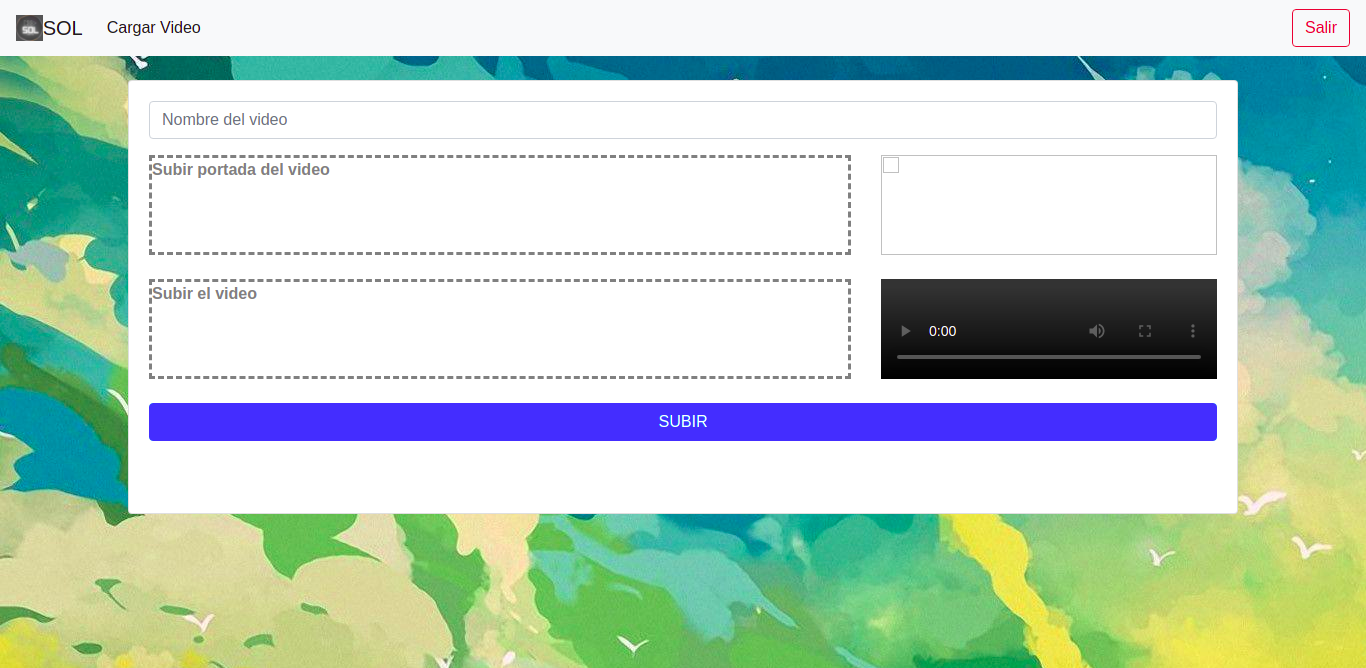 SOL SOL Cargar Video Salir
Nombre del video
Subir portada del video
Subir el video
0:00
SUBIR